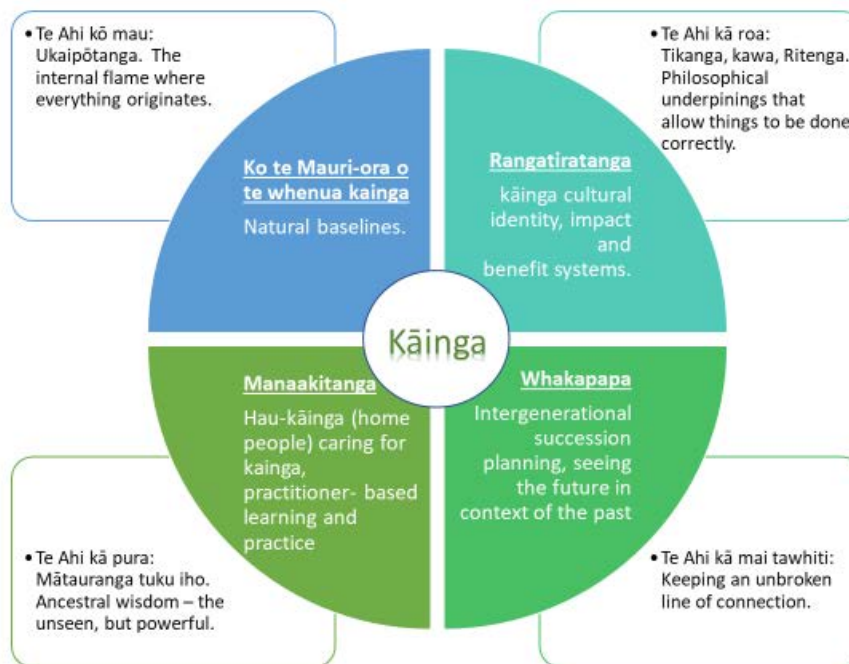 • Te Ahi kō mau:
Ukaipōtanga. The
internal flame where
everything originates.
• Te Ahi kā roa:
Tikanga, kawa, Ritenga.
Philosophical
underpinings that
allow things to be done
correctly.
Ko te Mauri-ora o
te whenua kainga
Natural baselines.
Rangatiratanga
kāinga cultural
identity, impact
and
benefit systems.
Kāinga
Manaakitanga
Hau-kāinga (home
people) caring for
kainga,
practitioner- based
learning and
practice
Whakapapa
Intergenerational
succession
planning, seeing
the future in
context of the past
• Te Ahi kā pura:
Mātauranga tuku iho.
Ancestral wisdom – the
unseen, but powerful.
• Te Ahi kā mai tawhiti:
Keeping an unbroken
line of connection.